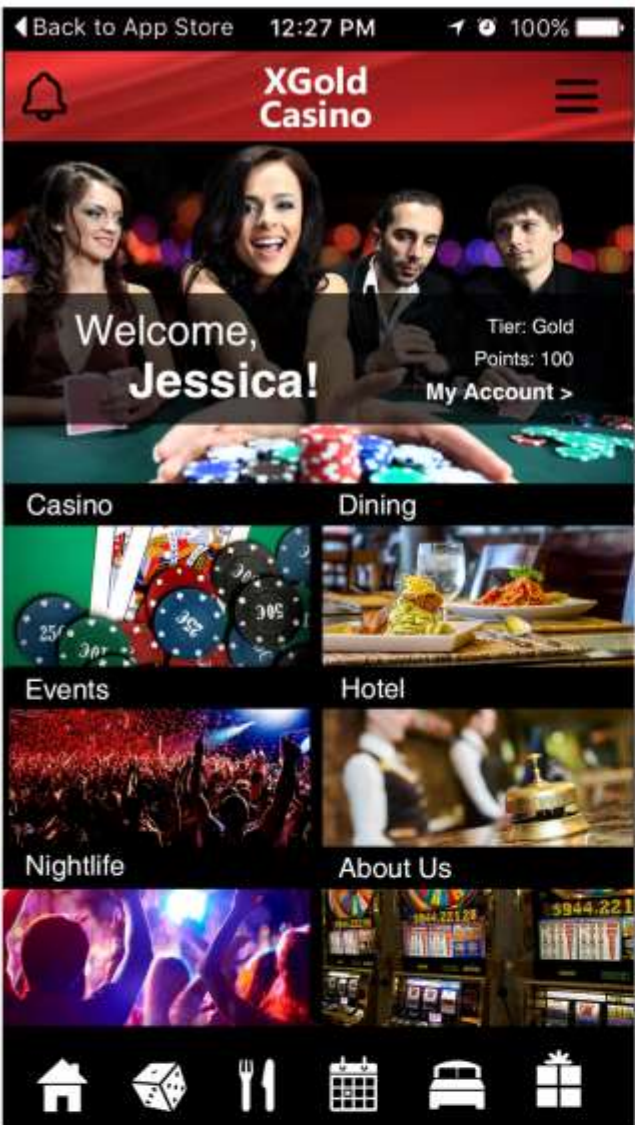 Back to App Store 12:27 PM 100%
XGold
Casino
Welcome,
Jessica!
Tier: Gold
Points: 100
My Account >
Casino Dining
Events Hotel
Nightlife About Us